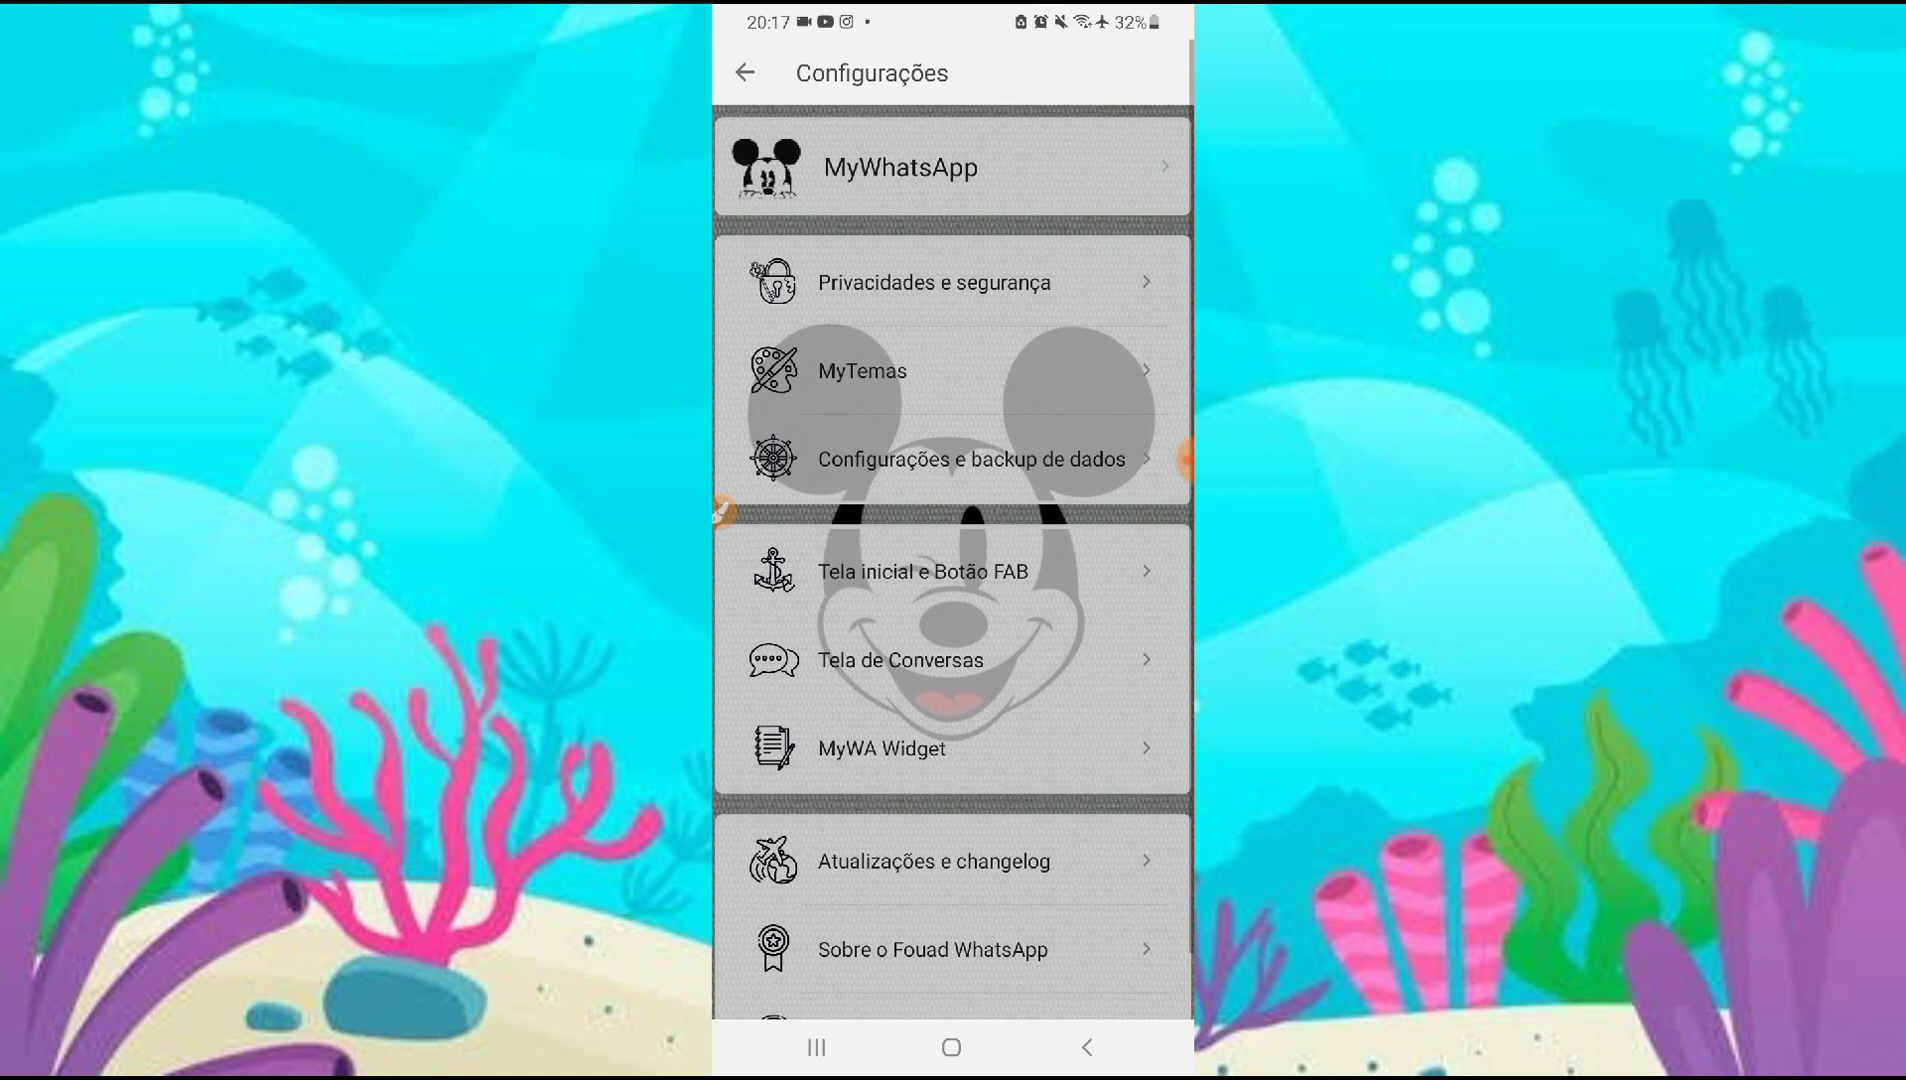 20:17 32%
Configurações
MyWhatsApp
Privacidades e segurança
MyTemas
Configurações e backup de dados
Tela inicial e Botão FAB
Tela de Conversas
MyWA Widget
Atualizações e changelog
Sobre o Fouad WhatsApp